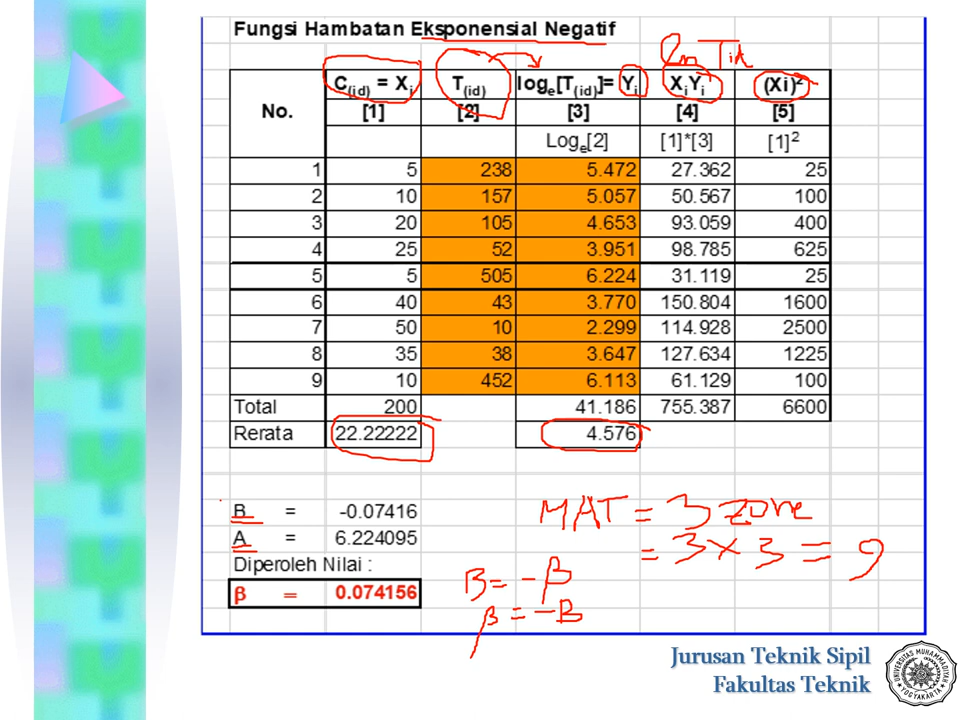 Fungsi Hambatan Eksponensial Negatif
ln Tid
No. C(id) = Xi T(id) loge[T(id)]= Yi XiYi (Xi)²
[1] [2] [3] [4] [5]
Loge[2] [1]*[3] [1]²
1 5 238 5.472 27.362 25
2 10 157 5.057 50.567 100
3 20 105 4.653 93.059 400
4 25 52 3.951 98.785 625
5 5 505 6.224 31.119 25
6 40 43 3.770 150.804 1600
7 50 10 2.299 114.928 2500
8 35 38 3.647 127.634 1225
9 10 452 6.113 61.129 100
Total 200 41.186 755.387 6600
Rerata 22.22222 4.576
B = -0.07416
A = 6.224095
Diperoleh Nilai :
β = 0.074156
MAT = 3 zone
= 3 x 3 = 9
B = -β
β = -B
Jurusan Teknik Sipil
Fakultas Teknik
UNIVERSITAS MUHAMMADIYAH
YOGYAKARTA